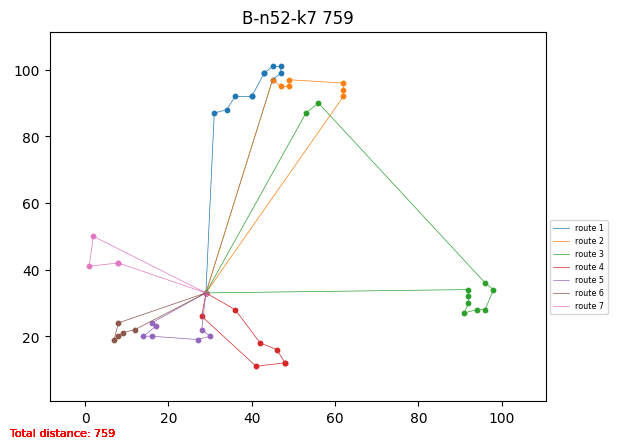 B-n52-k7 759
100
80
60
40
20
0
20
40
60
80
100
route 1
route 2
route 3
route 4
route 5
route 6
route 7
Total distance: 759